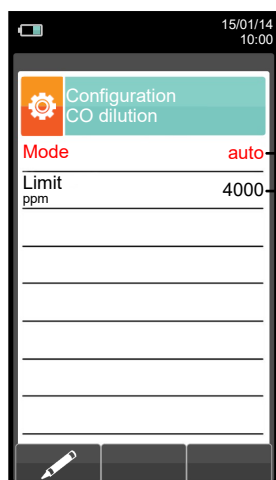 15/01/14
10:00
Configuration
CO dilution
Mode auto
Limit 4000
ppm